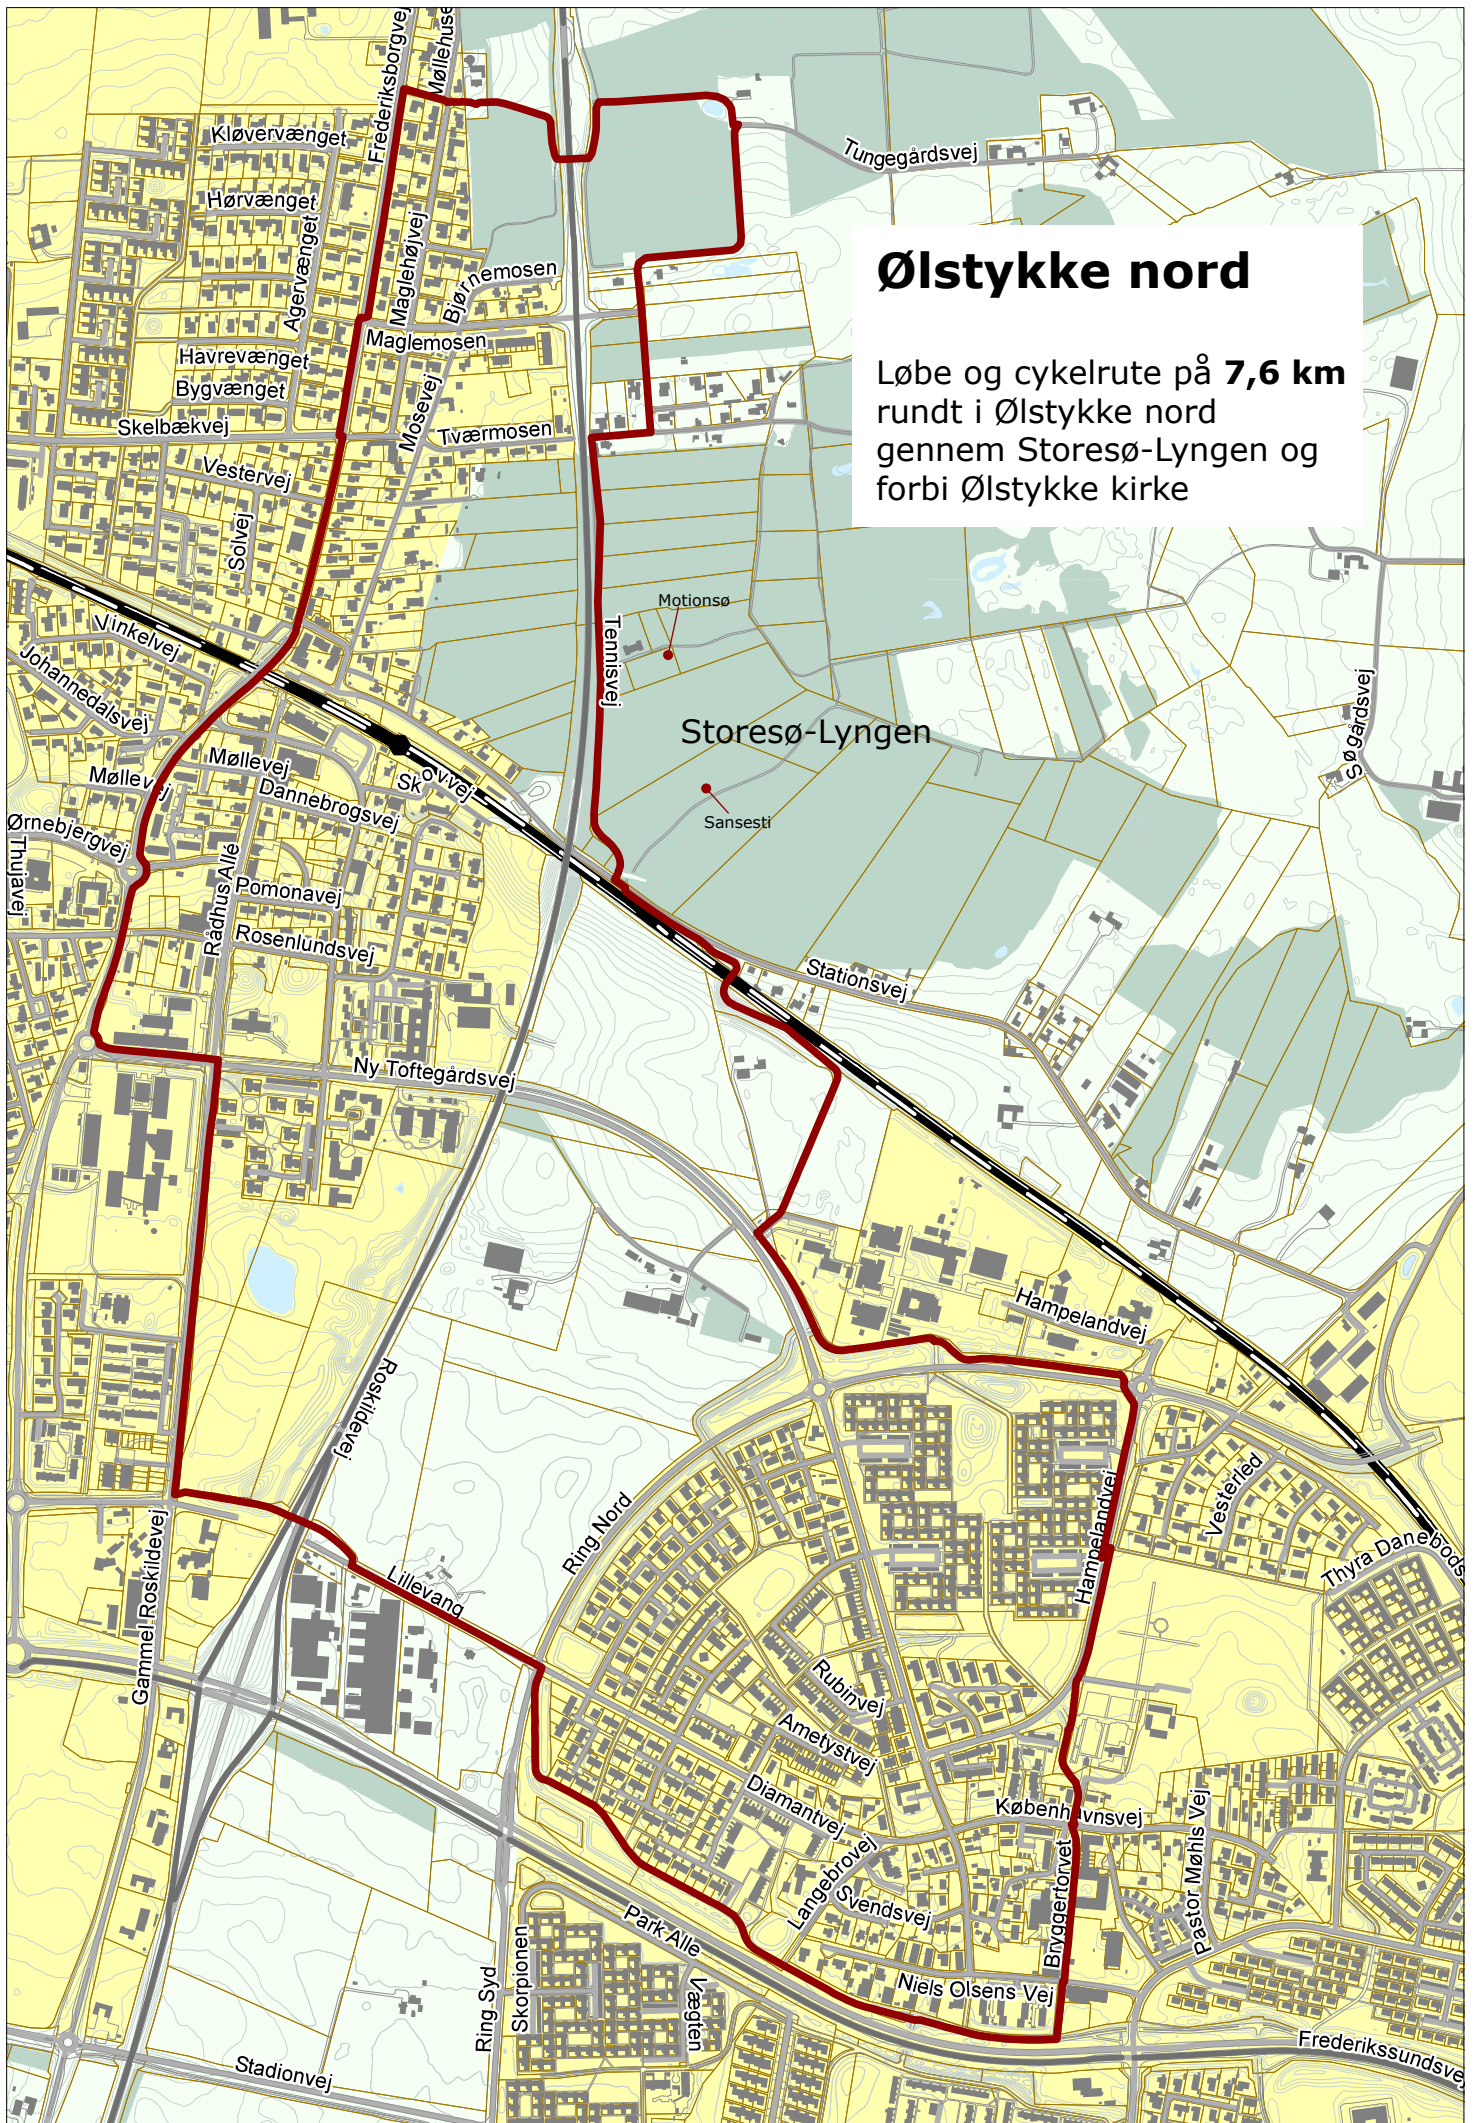 Ølstykke nord
Løbe og cykelrute på 7,6 km
rundt i Ølstykke nord
gennem Storesø-Lyngen og
forbi Ølstykke kirke
Frederiksborgvej
Kløvervænget
Hørvænget
Agervænget
Maglehøjvej
Bjørnemosen
Maglemosen
Havrevænget
Bygvænget
Mosevej
Skelbækvej
Tværmosen
Vestervej
Solvej
Tungegårdsvej
Motionsø
Tennisvej
Storesø-Lyngen
Sansesti
Søgårdsvej
Vinkelvej
Johannedalsvej
Møllevej
Møllevej
Skovvej
Dannebrogsvej
Ørnebjergvej
Thujavej
Rådhus Allé
Pomonavej
Rosenlundsvej
Stationsvej
Ny Toftegårdsvej
Hampelandvej
Roskildevej
Ring Nord
Hampelandvej
Vesterled
Thyra Danebods
Gammel Roskildevej
Lillevang
Rubinvej
Ametystvej
Diamantvej
Københavnsvej
Langebrovej
Svendsvej
Bryggertorvet
Pastor Møhls Vej
Park Alle
Niels Olsens Vej
Ring Syd
Skorpionen
Vægten
Stadionvej
Frederikssundsvej